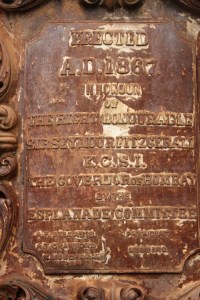 ERECTED
A.D. 1867
IN HONOUR
OF
THE RIGHT HONOURABLE
SIR SEYMOUR FITZGERALD
K.C.S.I.
THE GOVERNOR OF BOMBAY
BY THE
ESPLANADE COMMITTEE